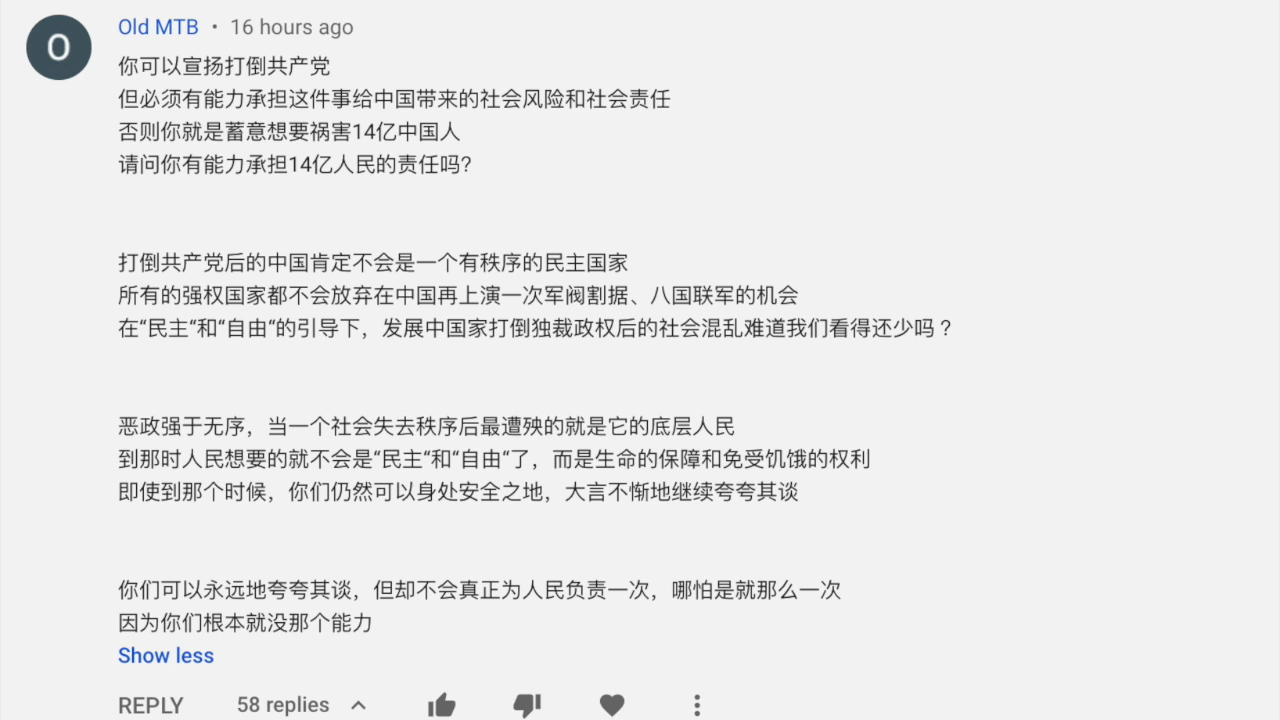 O
Old MTB • 16 hours ago
你可以宣扬打倒共产党
但必须有能力承担这件事给中国带来的社会风险和社会责任
否则你就是蓄意想要祸害14亿中国人
请问你有能力承担14亿人民的责任吗?
打倒共产党后的中国肯定不会是一个有秩序的民主国家
所有的强权国家都不会放弃在中国再上演一次军阀割据、八国联军的机会
在“民主“和“自由“的引导下，发展中国家打倒独裁政权后的社会混乱难道我们看得还少吗？
恶政强于无序，当一个社会失去秩序后最遭殃的就是它的底层人民
到那时人民想要的就不会是“民主“和“自由“了，而是生命的保障和免受饥饿的权利
即使到那个时候，你们仍然可以身处安全之地，大言不惭地继续夸夸其谈
你们可以永远地夸夸其谈，但却不会真正为人民负责一次，哪怕是就那么一次
因为你们根本就没那个能力
Show less
REPLY 58 replies